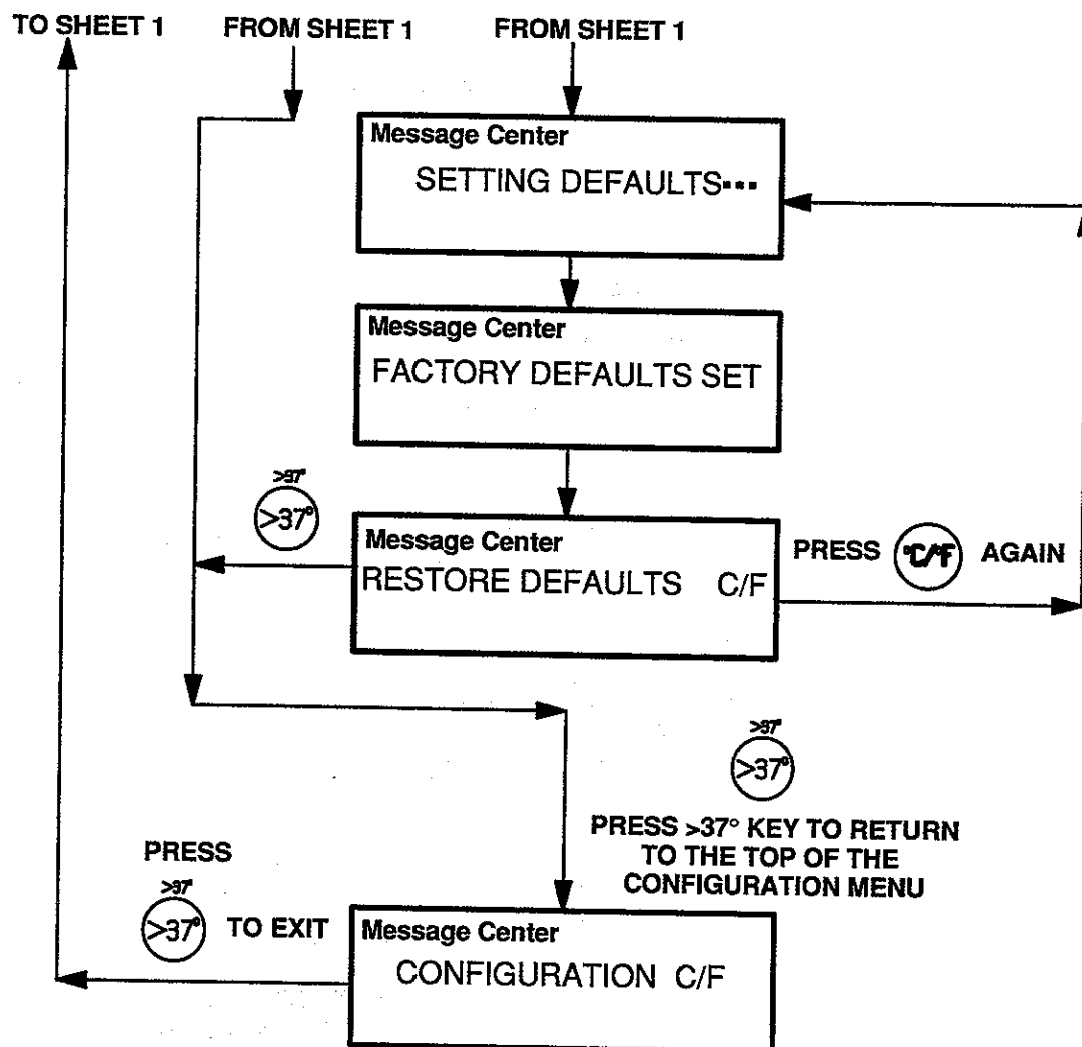 TO SHEET 1 FROM SHEET 1 FROM SHEET 1
Message Center
SETTING DEFAULTS...
Message Center
FACTORY DEFAULTS SET
>37°
>37°
Message Center
RESTORE DEFAULTS C/F
PRESS °C/°F AGAIN
>37°
>37°
PRESS >37° KEY TO RETURN
TO THE TOP OF THE
CONFIGURATION MENU
PRESS
>37°
>37° TO EXIT
Message Center
CONFIGURATION C/F